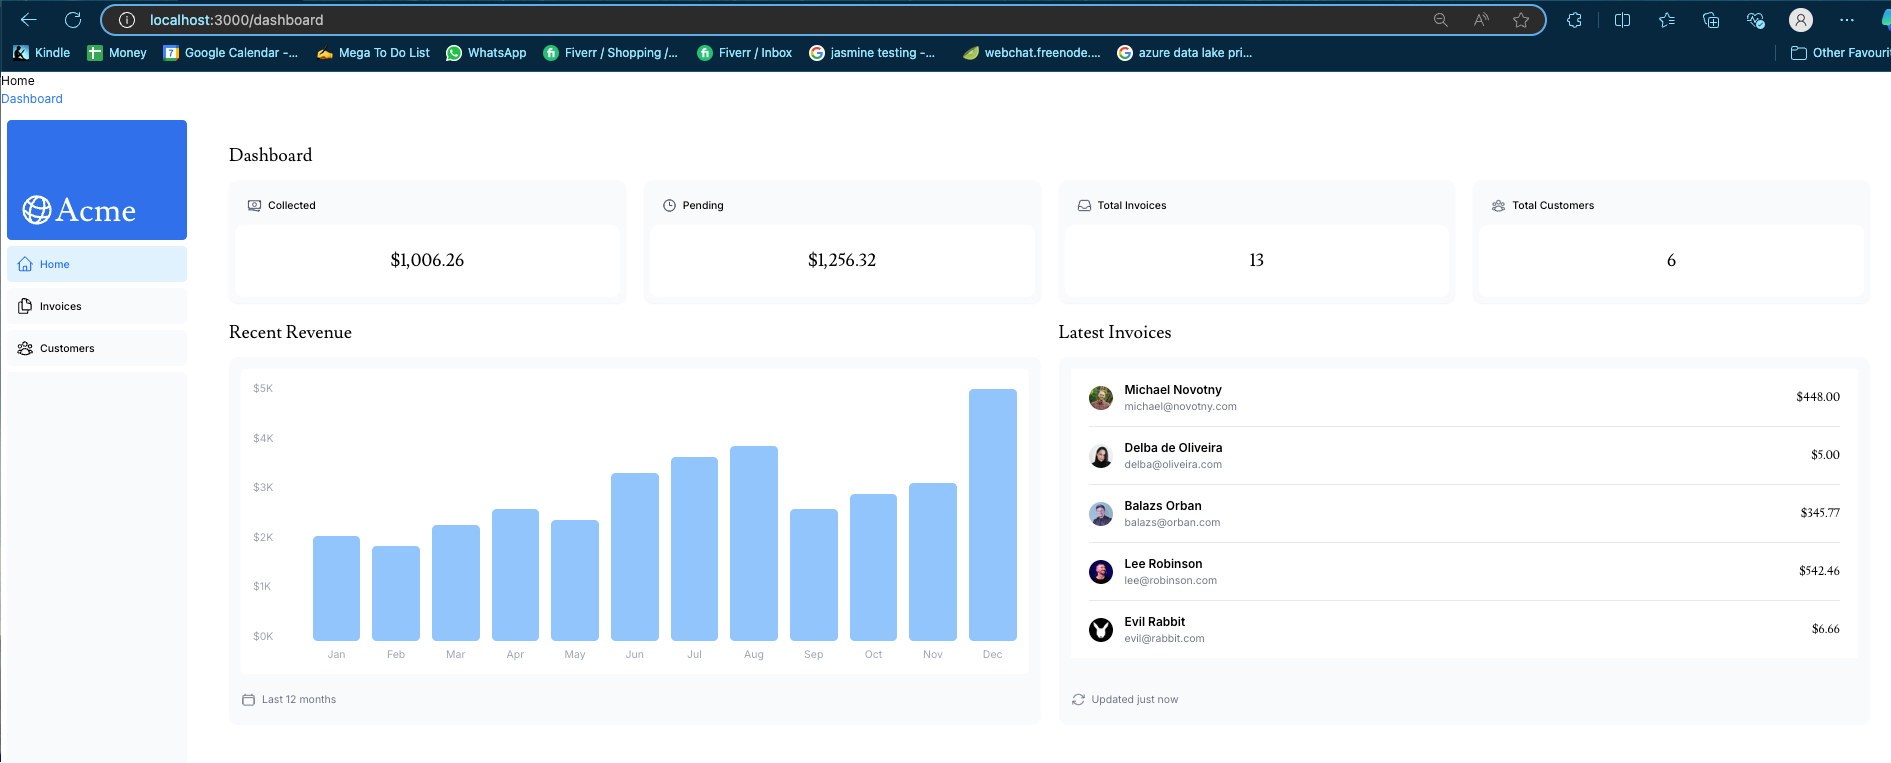 localhost:3000/dashboard
Kindle Money Google Calendar -... Mega To Do List WhatsApp Fiverr / Shopping /... Fiverr / Inbox jasmine testing -... webchat.freenode.... azure data lake pri... Other Favouri
Home
Dashboard
Acme
Home
Invoices
Customers
Dashboard
Collected
$1,006.26
Pending
$1,256.32
Total Invoices
13
Total Customers
6
Recent Revenue
$5K
$4K
$3K
$2K
$1K
$0K
Jan Feb Mar Apr May Jun Jul Aug Sep Oct Nov Dec
Last 12 months
Latest Invoices
Michael Novotny
michael@novotny.com
$448.00
Delba de Oliveira
delba@oliveira.com
$5.00
Balazs Orban
balazs@orban.com
$345.77
Lee Robinson
lee@robinson.com
$542.46
Evil Rabbit
evil@rabbit.com
$6.66
Updated just now